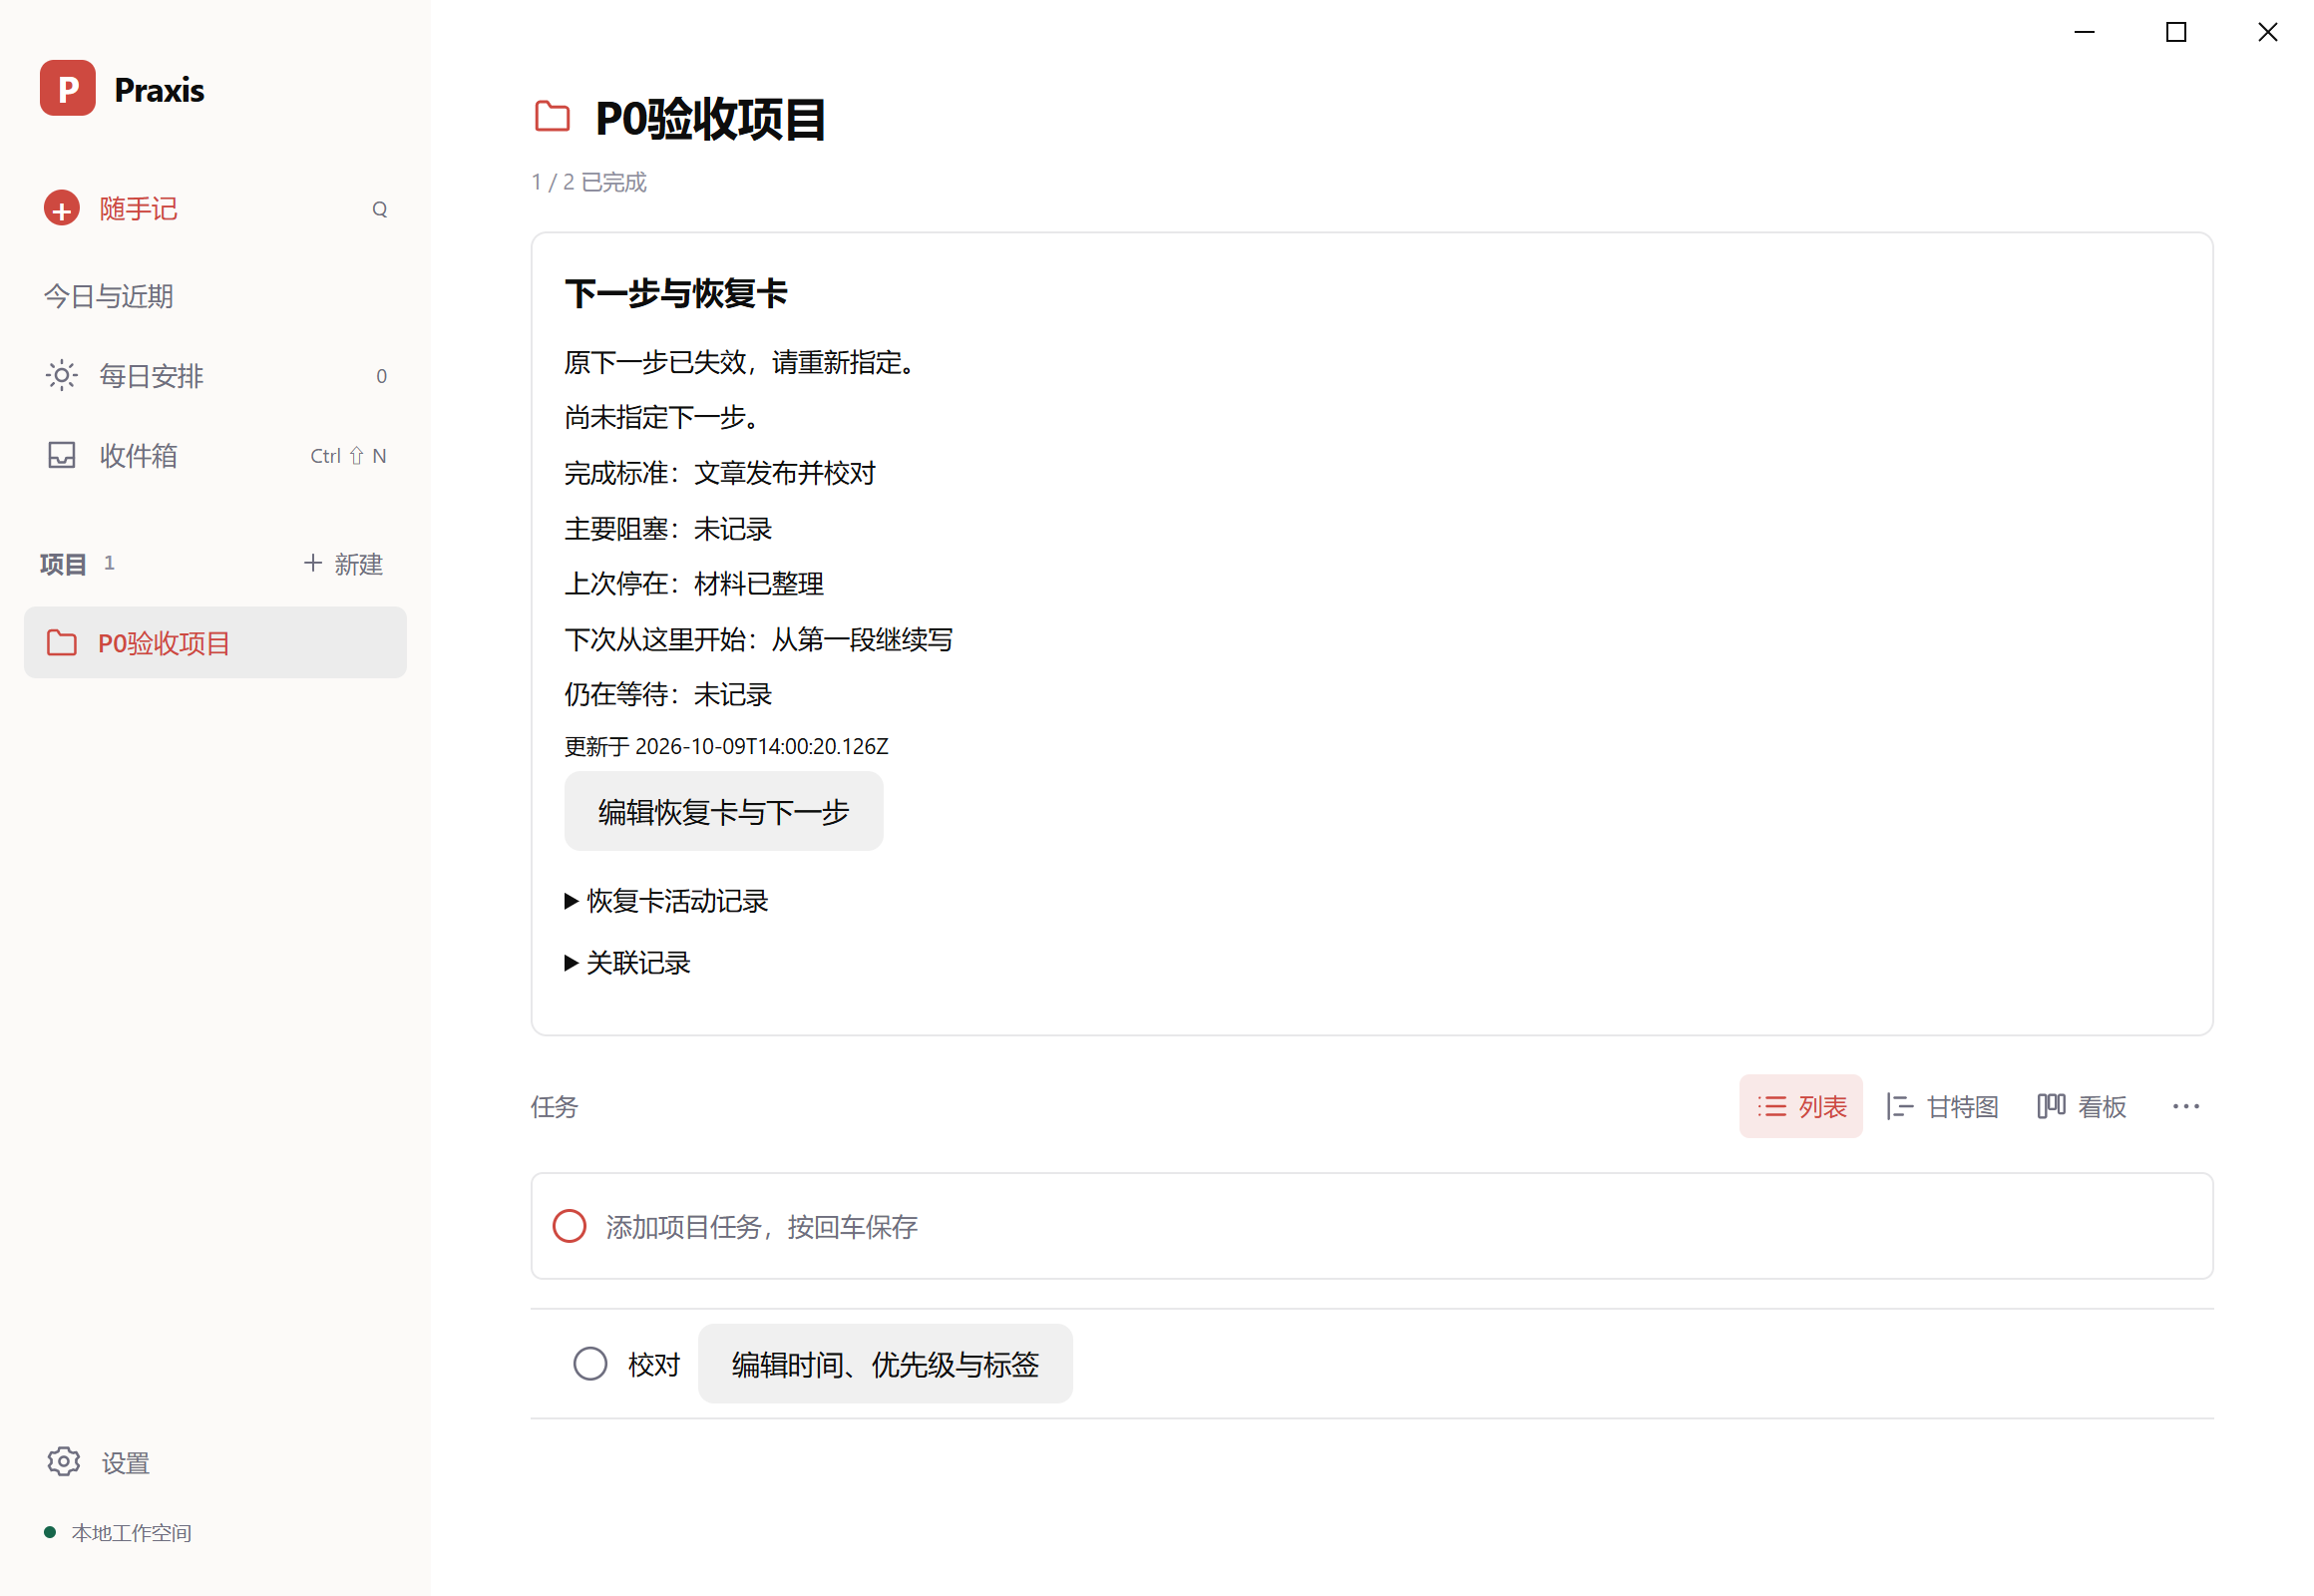 P Praxis
随手记 Q
今日与近期
每日安排 0
收件箱 Ctrl ⇧ N
项目 1 + 新建
P0验收项目
设置
本地工作空间
P0验收项目
1 / 2 已完成
下一步与恢复卡
原下一步已失效，请重新指定。
尚未指定下一步。
完成标准：文章发布并校对
主要阻塞：未记录
上次停在：材料已整理
下次从这里开始：从第一段继续写
仍在等待：未记录
更新于 2026-10-09T14:00:20.126Z
编辑恢复卡与下一步
▶ 恢复卡活动记录
▶ 关联记录
任务 列表 甘特图 看板 ···
添加项目任务，按回车保存
校对 编辑时间、优先级与标签